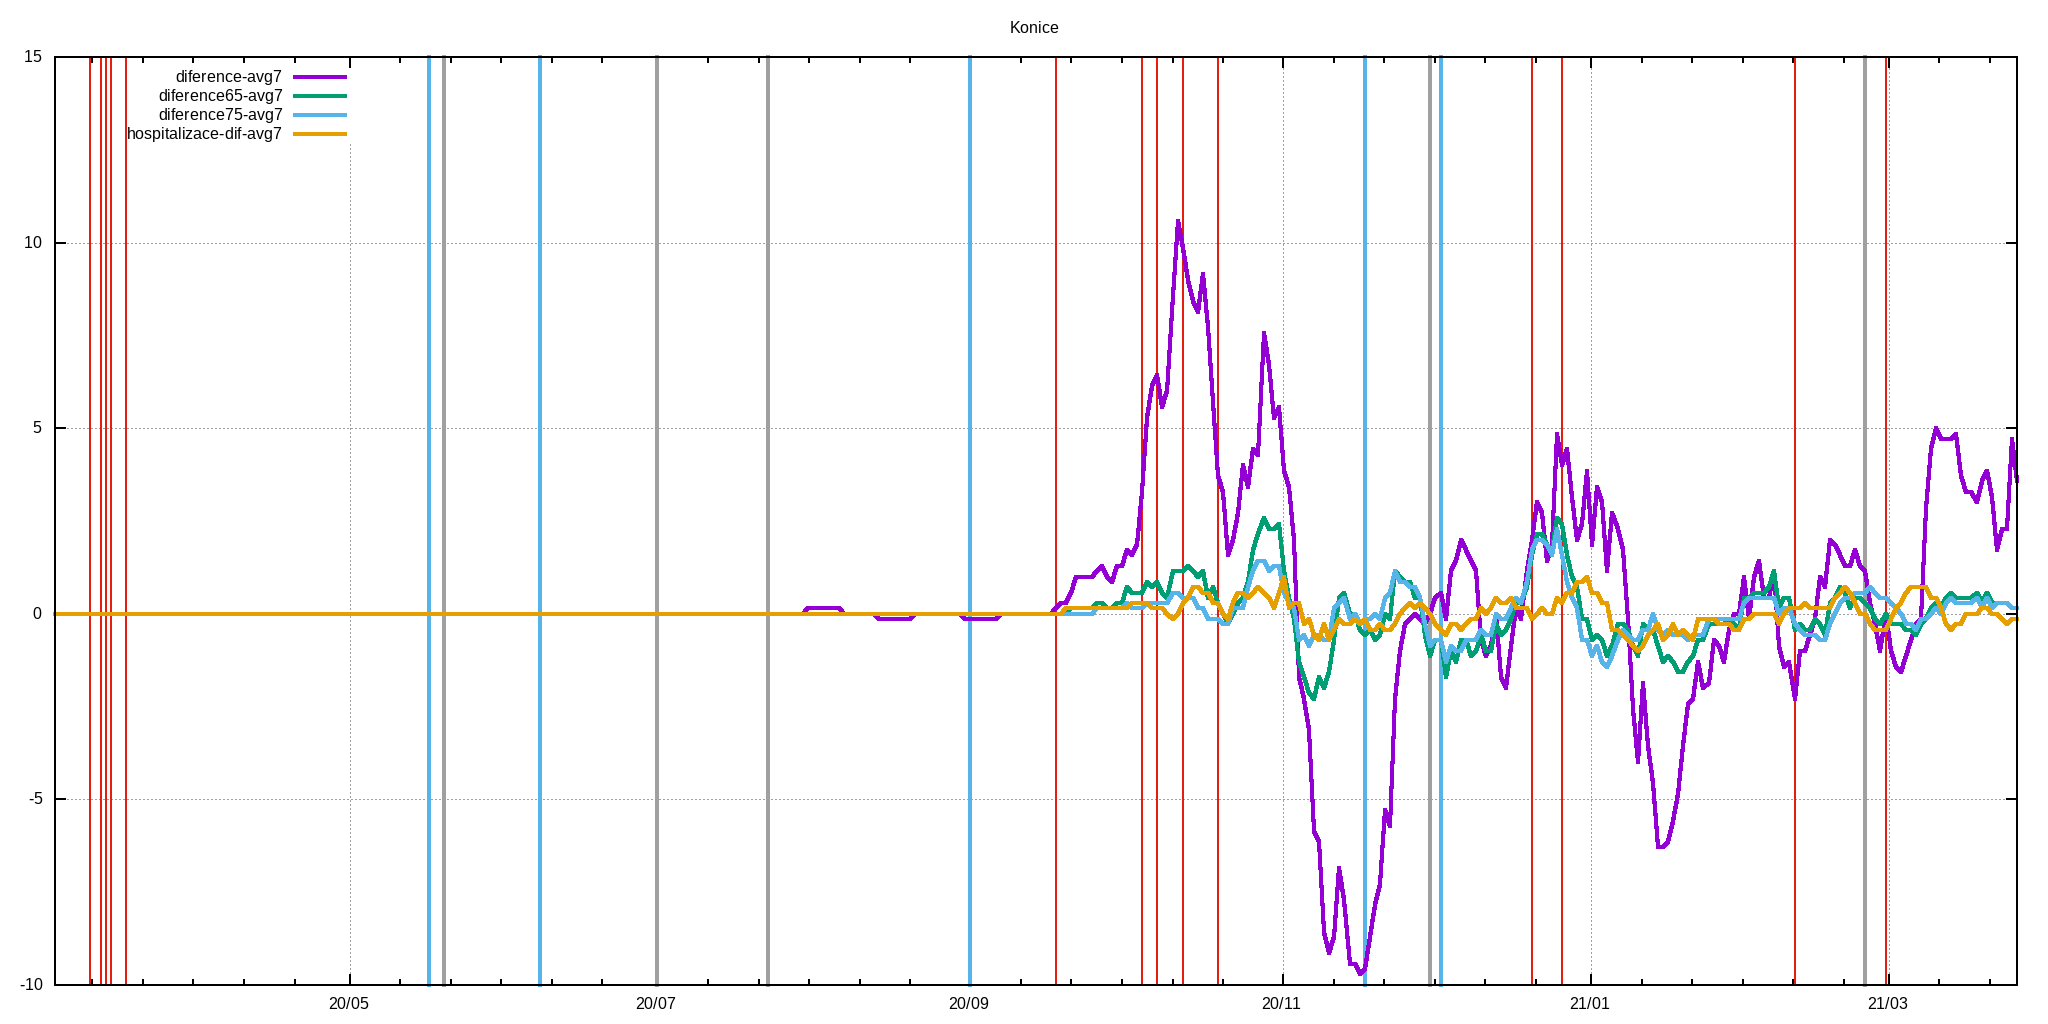 Konice
15
diference-avg7
diference65-avg7
diference75-avg7
hospitalizace-dif-avg7
10
5
0
-5
-10
20/05 20/07 20/09 20/11 21/01 21/03